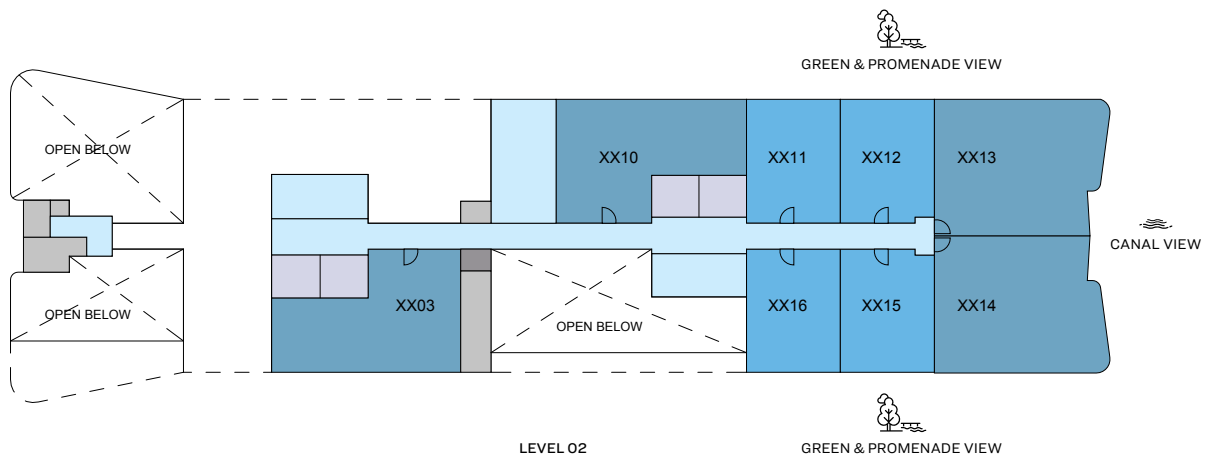 GREEN & PROMENADE VIEW
OPEN BELOW
XX10
XX11
XX12
XX13
CANAL VIEW
XX03
XX16
XX15
XX14
OPEN BELOW
OPEN BELOW
LEVEL 02
GREEN & PROMENADE VIEW